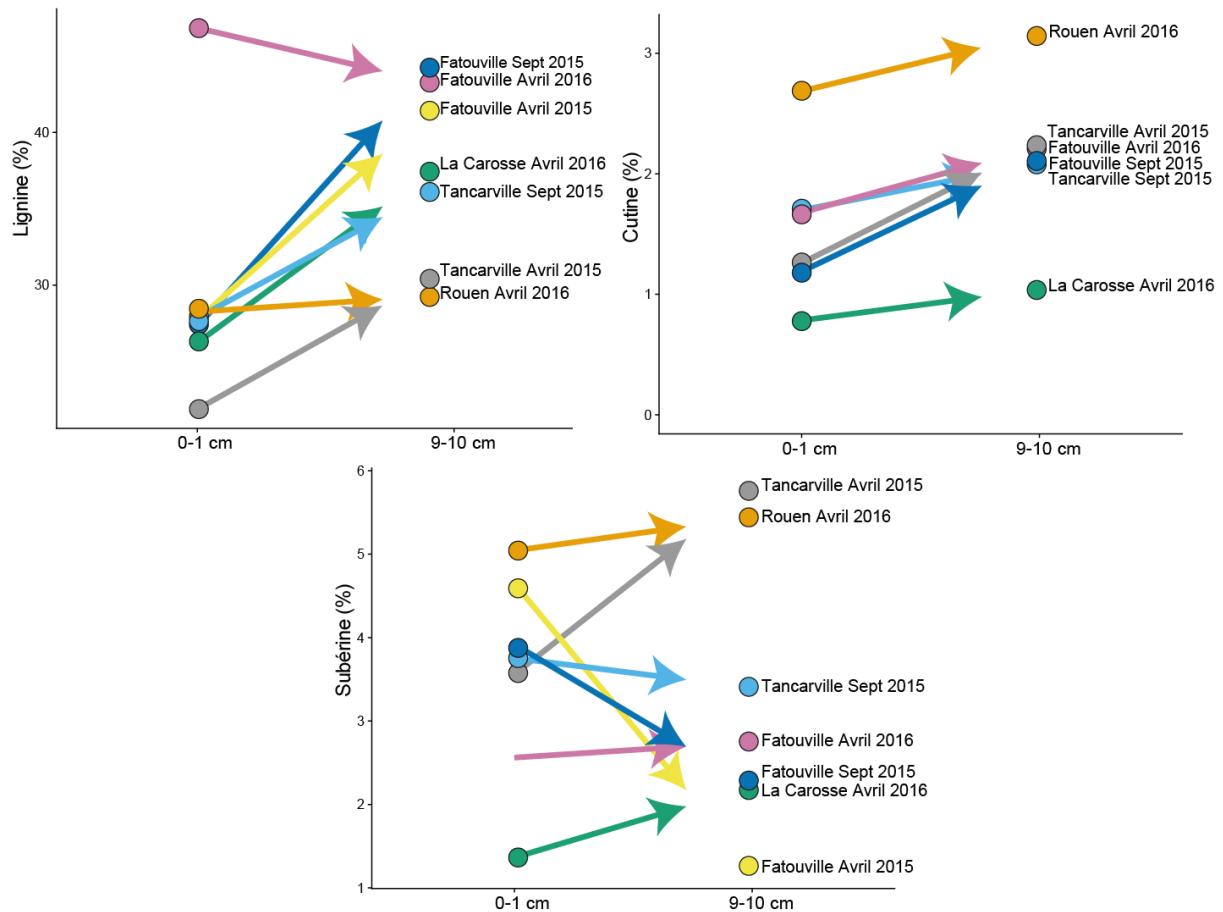 Lignine (%)
40
30
Fatouville Sept 2015
Fatouville Avril 2016
Fatouville Avril 2015
La Carosse Avril 2016
Tancarville Sept 2015
Tancarville Avril 2015
Rouen Avril 2016
0-1 cm
9-10 cm
Cutine (%)
3
2
1
0
Rouen Avril 2016
Tancarville Avril 2015
Fatouville Avril 2016
Fatouville Sept 2015
Tancarville Sept 2015
La Carosse Avril 2016
0-1 cm
9-10 cm
Subérine (%)
6
5
4
3
2
1
Tancarville Avril 2015
Rouen Avril 2016
Tancarville Sept 2015
Fatouville Avril 2016
Fatouville Sept 2015
La Carosse Avril 2016
Fatouville Avril 2015
0-1 cm
9-10 cm